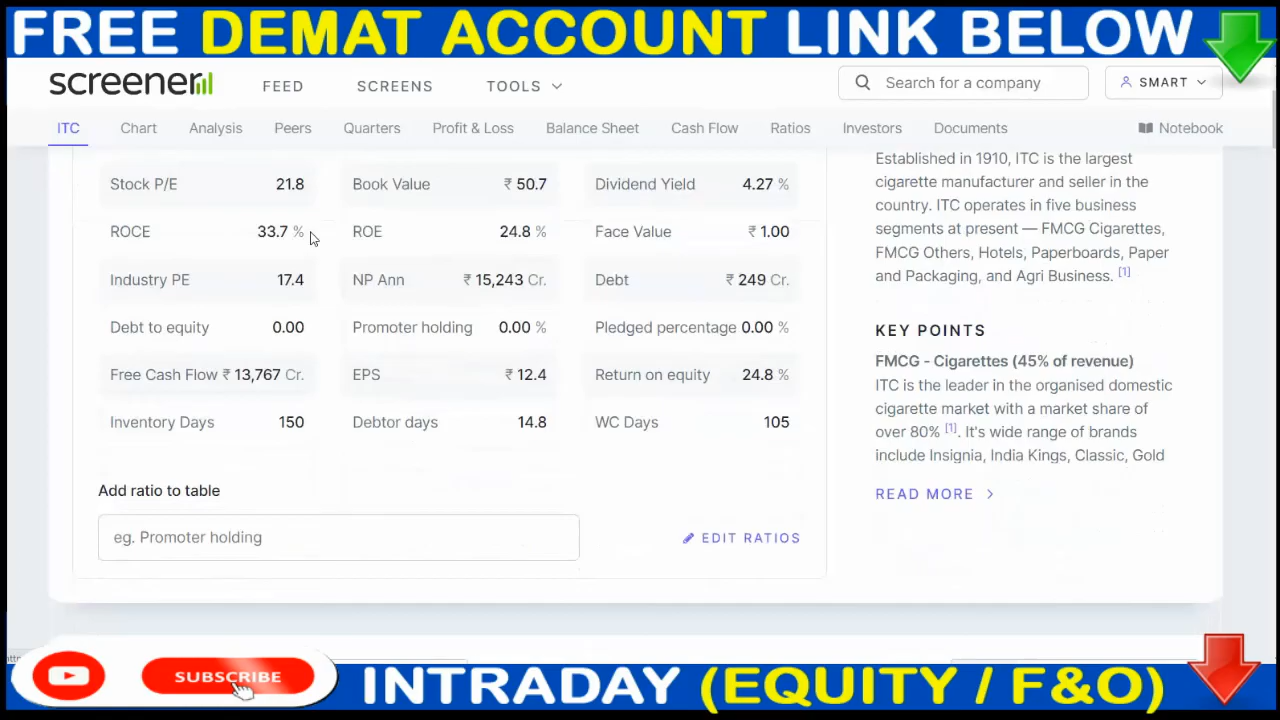 FREE DEMAT ACCOUNT LINK BELOW
screener
FEED
SCREENS
TOOLS
Search for a company
SMART
ITC
Chart
Analysis
Peers
Quarters
Profit & Loss
Balance Sheet
Cash Flow
Ratios
Investors
Documents
Notebook
Stock P/E 21.8
Book Value ₹ 50.7
Dividend Yield 4.27 %
ROCE 33.7 %
ROE 24.8 %
Face Value ₹ 1.00
Industry PE 17.4
NP Ann ₹ 15,243 Cr.
Debt ₹ 249 Cr.
Debt to equity 0.00
Promoter holding 0.00 %
Pledged percentage 0.00 %
Free Cash Flow ₹ 13,767 Cr.
EPS ₹ 12.4
Return on equity 24.8 %
Inventory Days 150
Debtor days 14.8
WC Days 105
Add ratio to table
eg. Promoter holding
EDIT RATIOS
Established in 1910, ITC is the largest
cigarette manufacturer and seller in the
country. ITC operates in five business
segments at present — FMCG Cigarettes,
FMCG Others, Hotels, Paperboards, Paper
and Packaging, and Agri Business. [1]
KEY POINTS
FMCG - Cigarettes (45% of revenue)
ITC is the leader in the organised domestic
cigarette market with a market share of
over 80% [1]. It's wide range of brands
include Insignia, India Kings, Classic, Gold
READ MORE
SUBSCRIBE
INTRADAY (EQUITY / F&O)